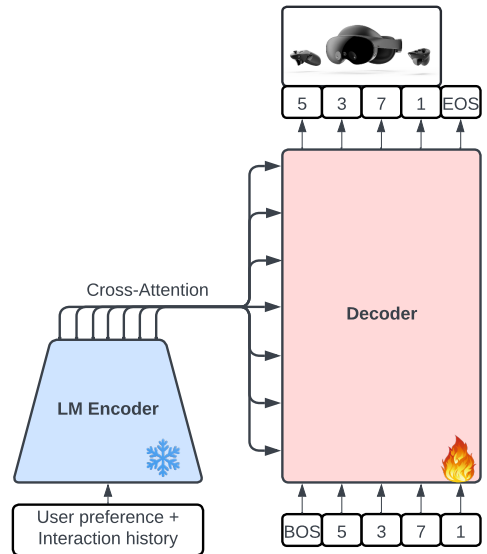 5 3 7 1 EOS
Cross-Attention
Decoder
LM Encoder
User preference +
Interaction history
BOS 5 3 7 1